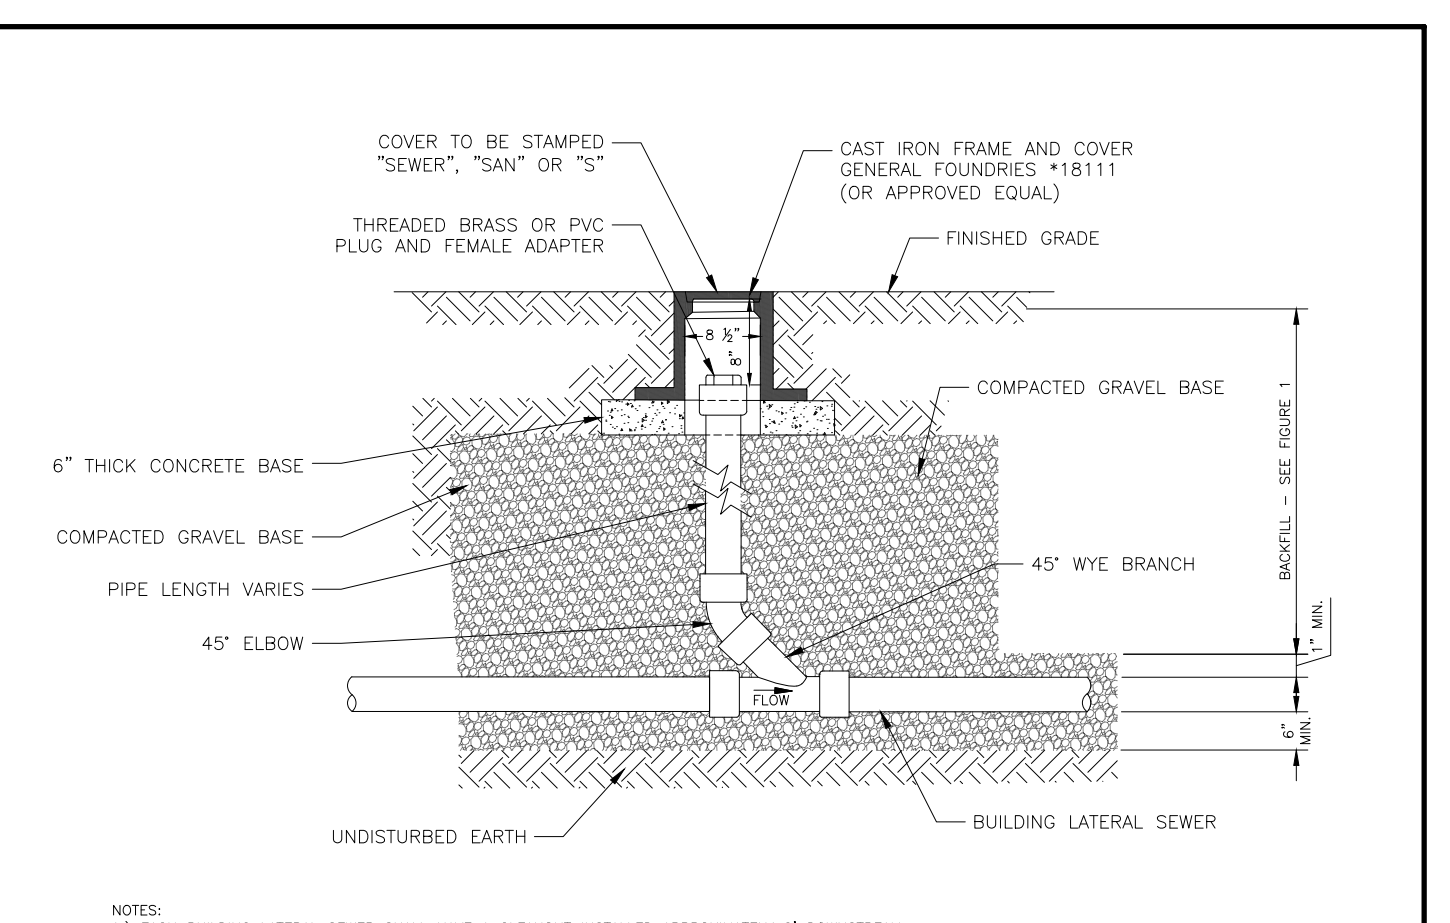 COVER TO BE STAMPED
"SEWER", "SAN" OR "S"
CAST IRON FRAME AND COVER
GENERAL FOUNDRIES *18111
(OR APPROVED EQUAL)
THREADED BRASS OR PVC
PLUG AND FEMALE ADAPTER
FINISHED GRADE
8 ½"
8"
COMPACTED GRAVEL BASE
6" THICK CONCRETE BASE
COMPACTED GRAVEL BASE
PIPE LENGTH VARIES
45° ELBOW
45° WYE BRANCH
BACKFILL - SEE FIGURE 1
1" MIN.
FLOW
6"
MIN.
BUILDING LATERAL SEWER
UNDISTURBED EARTH
NOTES: